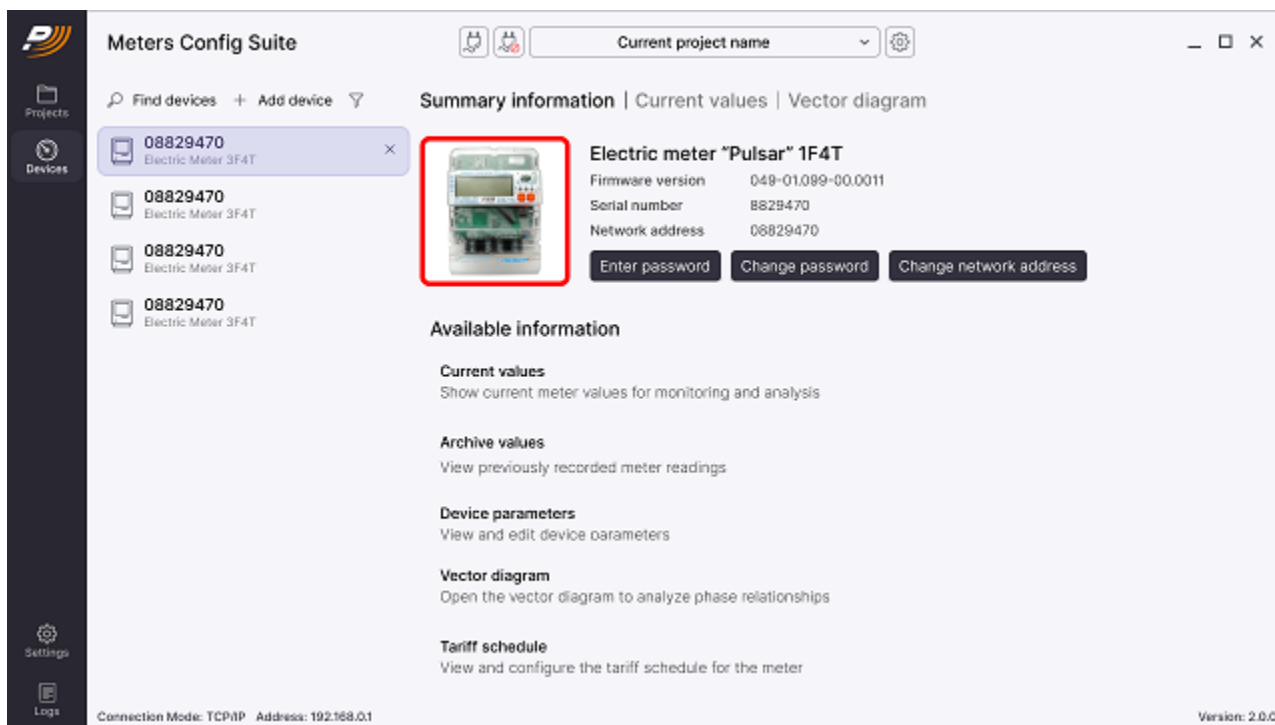 Meters Config Suite
Current project name
Projects
Devices
Find devices + Add device
Summary information | Current values | Vector diagram
08829470
Electric Meter 3F4T
08829470
Electric Meter 3F4T
08829470
Electric Meter 3F4T
08829470
Electric Meter 3F4T
Electric meter “Pulsar” 1F4T
Firmware version 049-01.099-00.0011
Serial number 8829470
Network address 08829470
Enter password Change password Change network address
Available information
Current values
Show current meter values for monitoring and analysis
Archive values
View previously recorded meter readings
Device parameters
View and edit device parameters
Vector diagram
Open the vector diagram to analyze phase relationships
Tariff schedule
View and configure the tariff schedule for the meter
Settings
Logs
Connection Mode: TCP/IP Address: 192.168.0.1
Version: 2.0.0